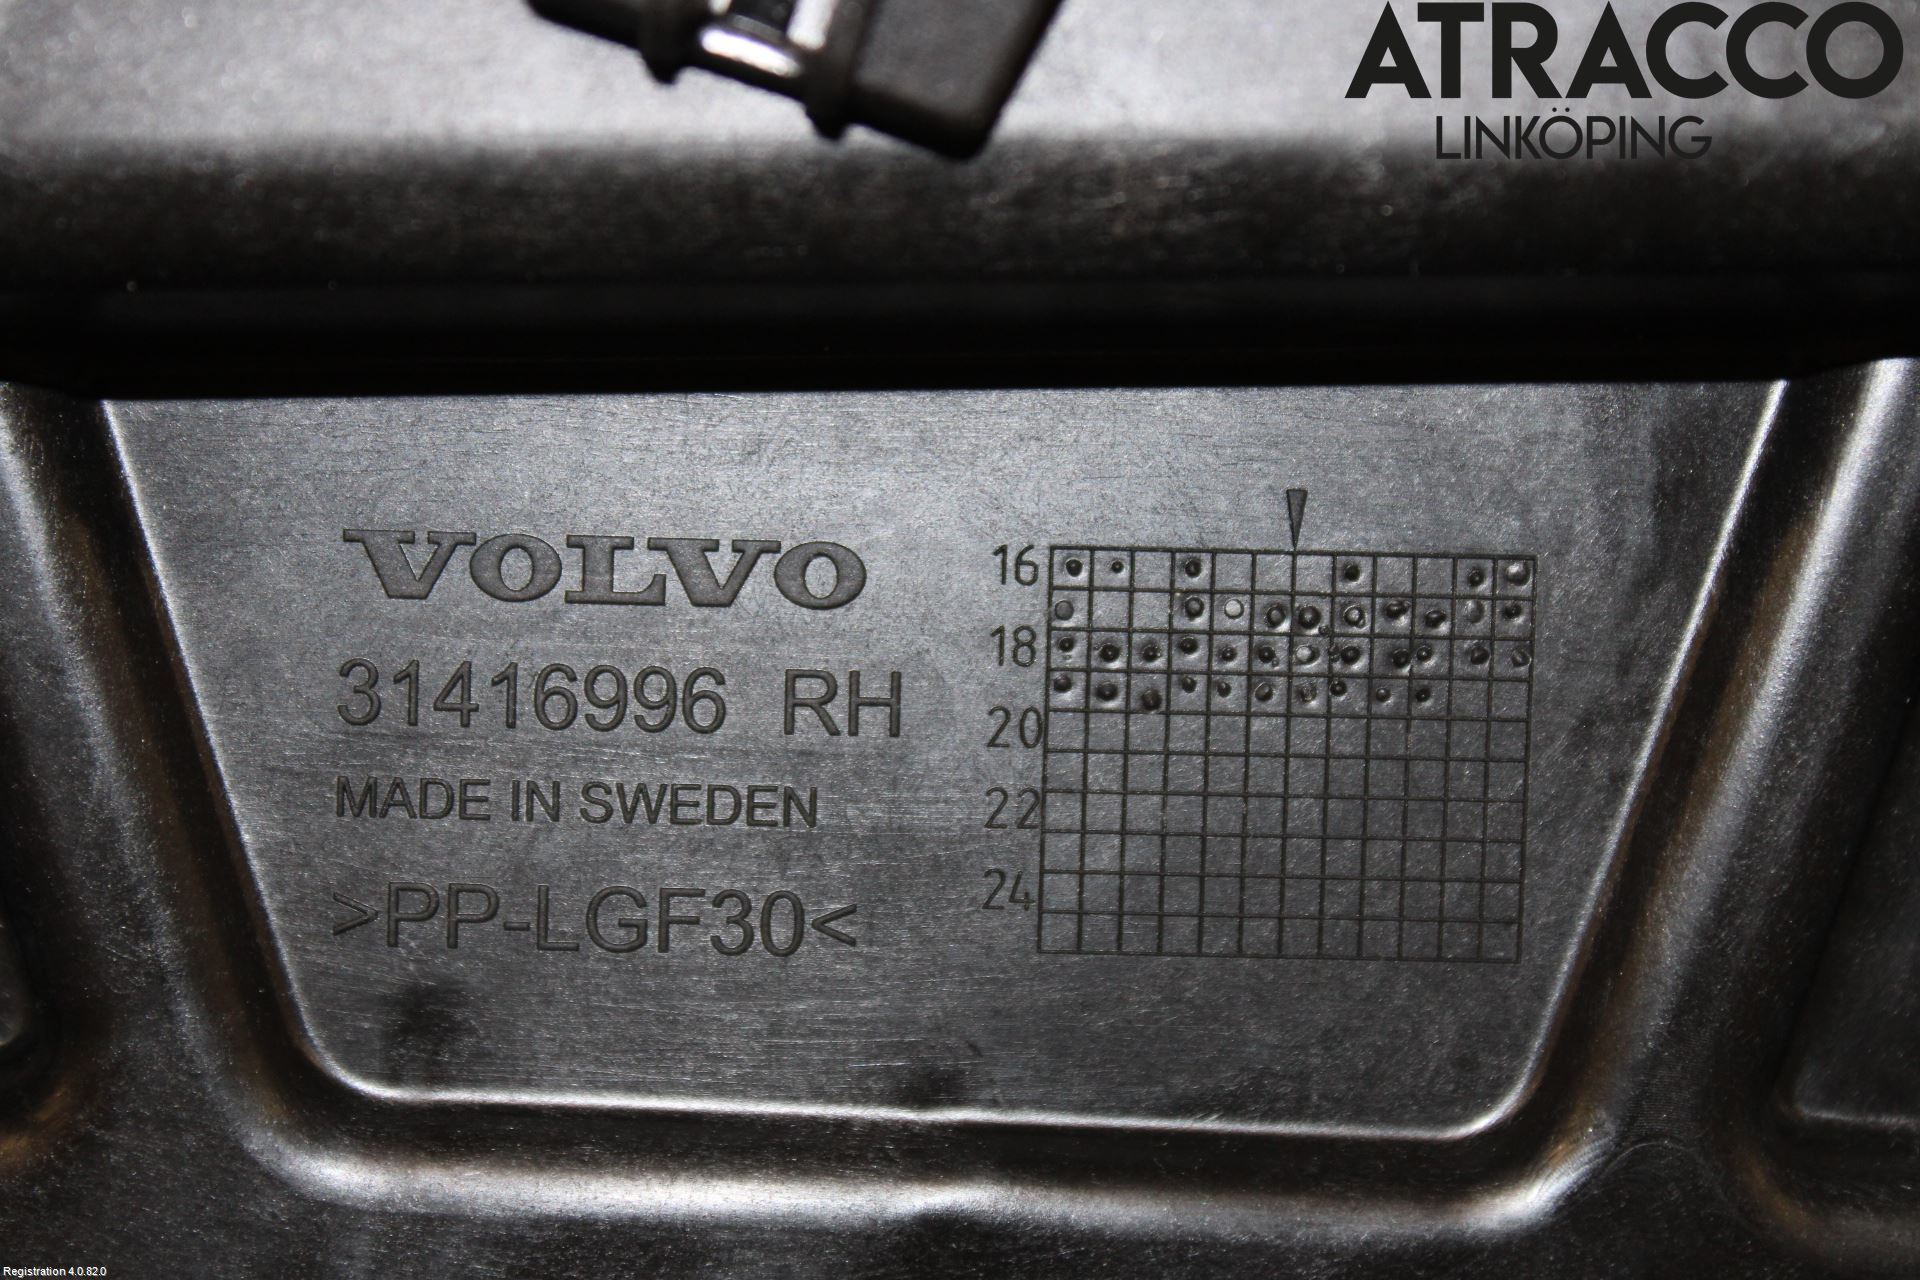 ATRACCO
LINKÖPING
VOLVO
31416996 RH
MADE IN SWEDEN
>PP-LGF30<
16
18
20
22
24
Registration 4.0.82.0